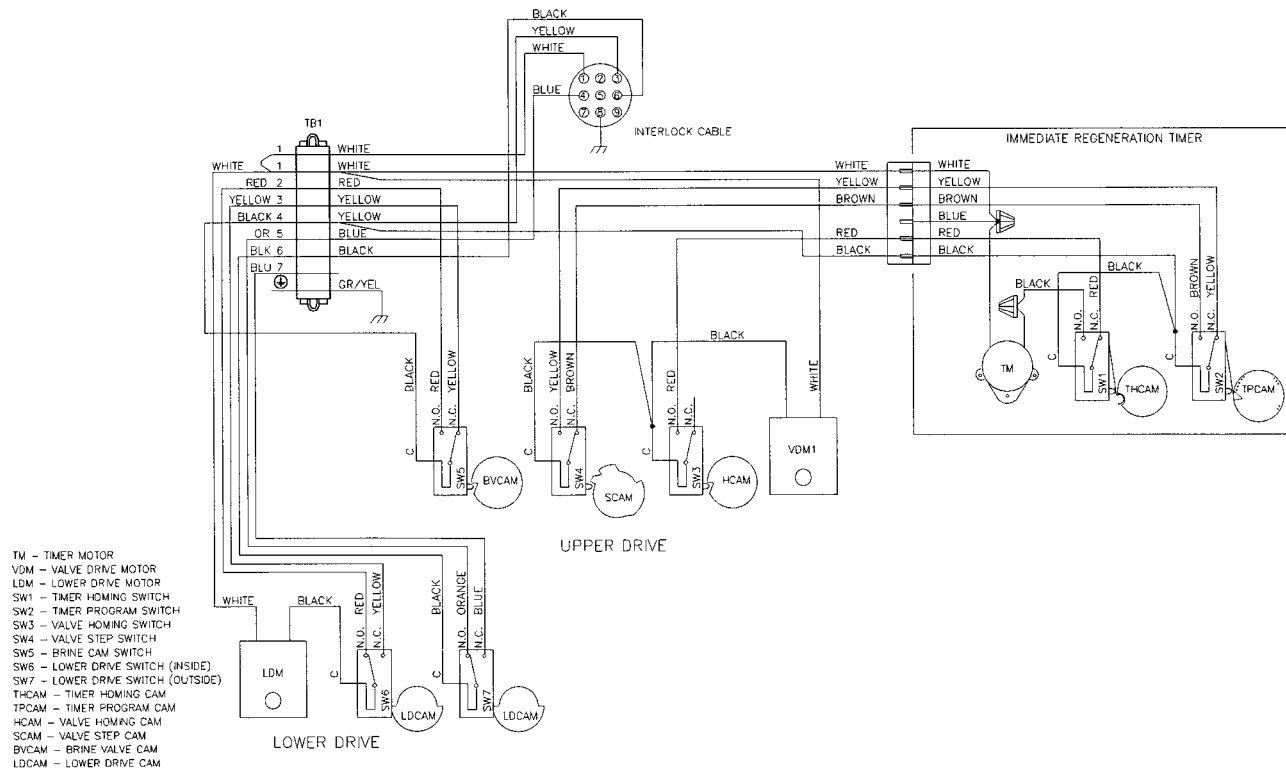 BLACK
YELLOW
WHITE
BLUE
1 2 3
4 5 6
7 8 9
INTERLOCK CABLE
TB1
1 WHITE
WHITE 1 WHITE
RED 2 RED
YELLOW 3 YELLOW
BLACK 4 YELLOW
OR 5 BLUE
BLK 6 BLACK
BLU 7
GR/YEL
IMMEDIATE REGENERATION TIMER
WHITE WHITE
YELLOW YELLOW
BROWN BROWN
BLUE
RED RED
BLACK BLACK
BLACK
BLACK
TM
N.O.
N.C. RED
C
SW1
THCAM
N.O. BROWN
N.C. YELLOW
C
SW2
TPCAM
BLACK
N.O. RED
N.C. YELLOW
C
SW5
BVCAM
BLACK
N.O. YELLOW
N.C. BROWN
C
SW4
SCAM
BLACK
N.O. RED
N.C.
C
SW3
HCAM
WHITE
VDM1
UPPER DRIVE
WHITE
BLACK
LDM
N.O. RED
N.C. YELLOW
C
SW6
LDCAM
BLACK
N.O. ORANGE
N.C. BLUE
C
SW7
LDCAM
LOWER DRIVE
TM – TIMER MOTOR
VDM – VALVE DRIVE MOTOR
LDM – LOWER DRIVE MOTOR
SW1 – TIMER HOMING SWITCH
SW2 – TIMER PROGRAM SWITCH
SW3 – VALVE HOMING SWITCH
SW4 – VALVE STEP SWITCH
SW5 – BRINE CAM SWITCH
SW6 – LOWER DRIVE SWITCH (INSIDE)
SW7 – LOWER DRIVE SWITCH (OUTSIDE)
THCAM – TIMER HOMING CAM
TPCAM – TIMER PROGRAM CAM
HCAM – VALVE HOMING CAM
SCAM – VALVE STEP CAM
BVCAM – BRINE VALVE CAM
LDCAM – LOWER DRIVE CAM